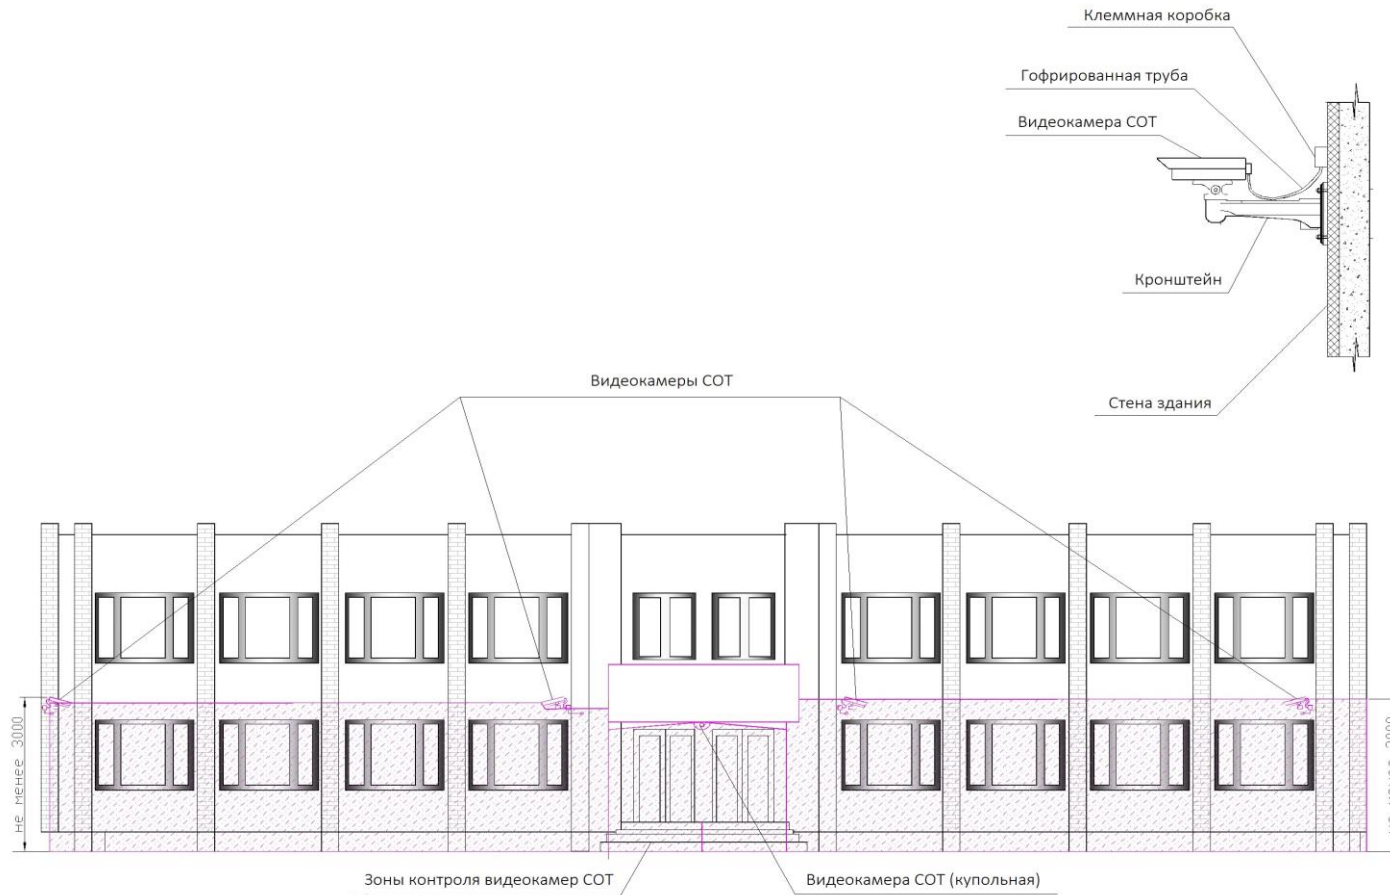 Клеммная коробка
Гофрированная труба
Видеокамера СОТ
Кронштейн
Стена здания
Видеокамеры СОТ
не менее 3000
Зоны контроля видеокамер СОТ
Видеокамера СОТ (купольная)